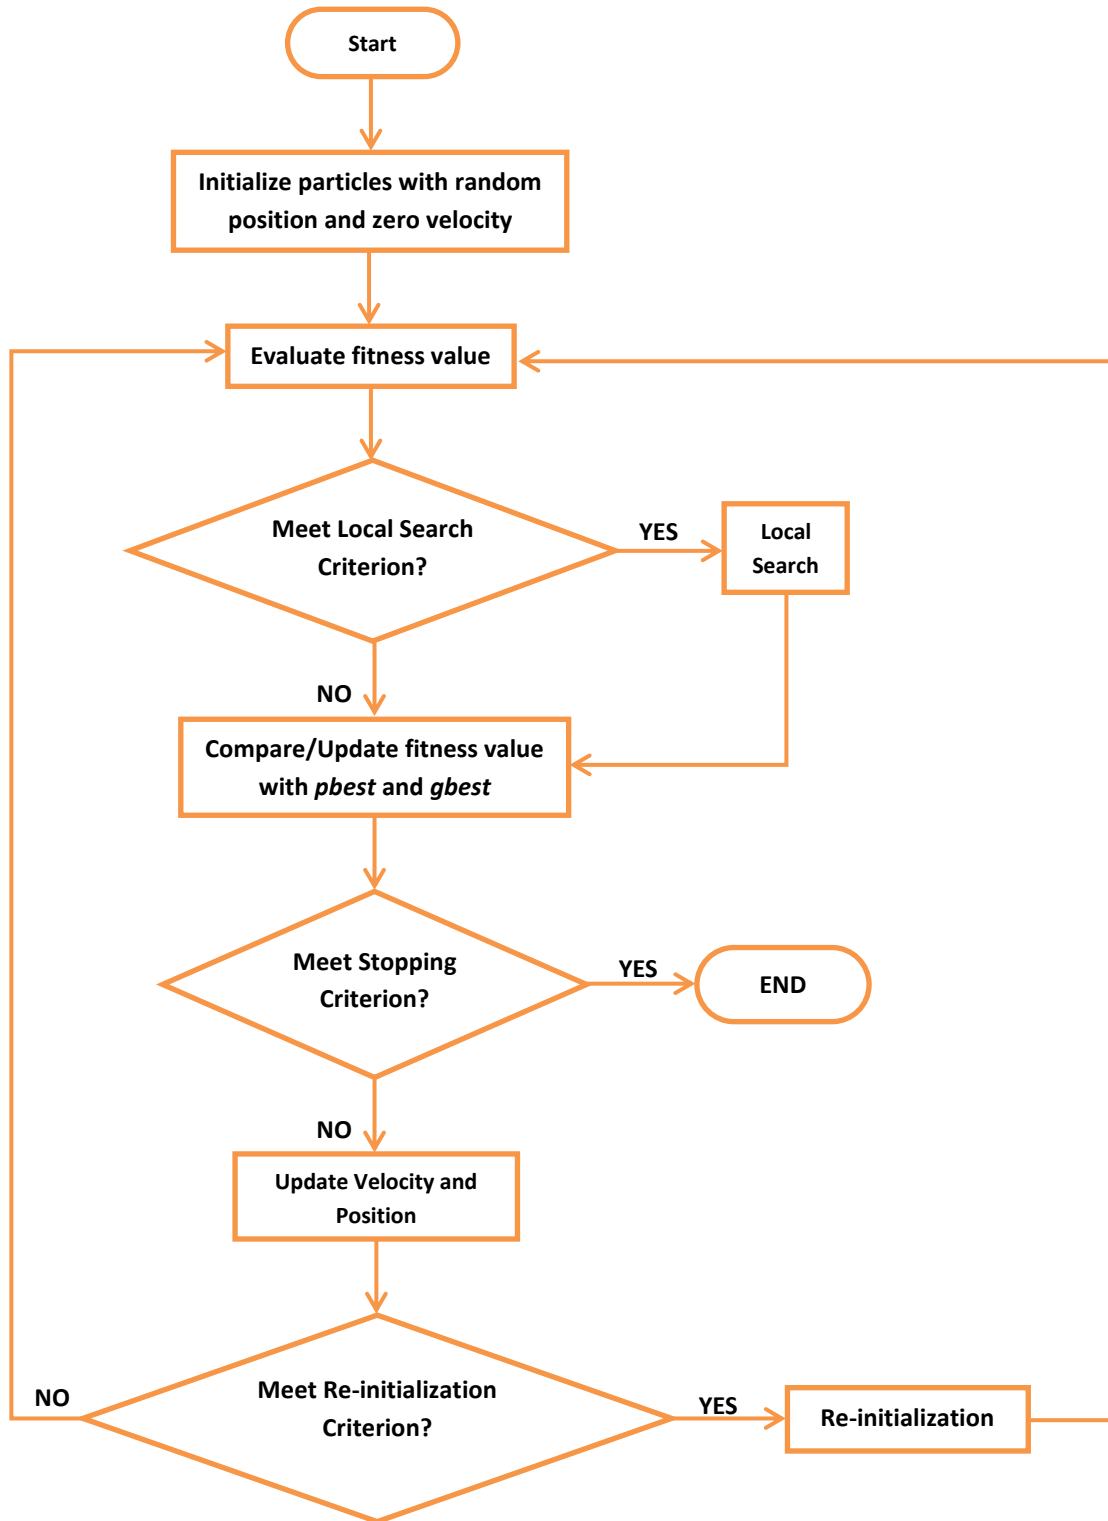 Start
Initialize particles with random
position and zero velocity
Evaluate fitness value
Meet Local Search
Criterion?
YES
Local
Search
NO
Compare/Update fitness value
with pbest and gbest
Meet Stopping
Criterion?
YES
END
NO
Update Velocity and
Position
Meet Re-initialization
Criterion?
NO
YES
Re-initialization